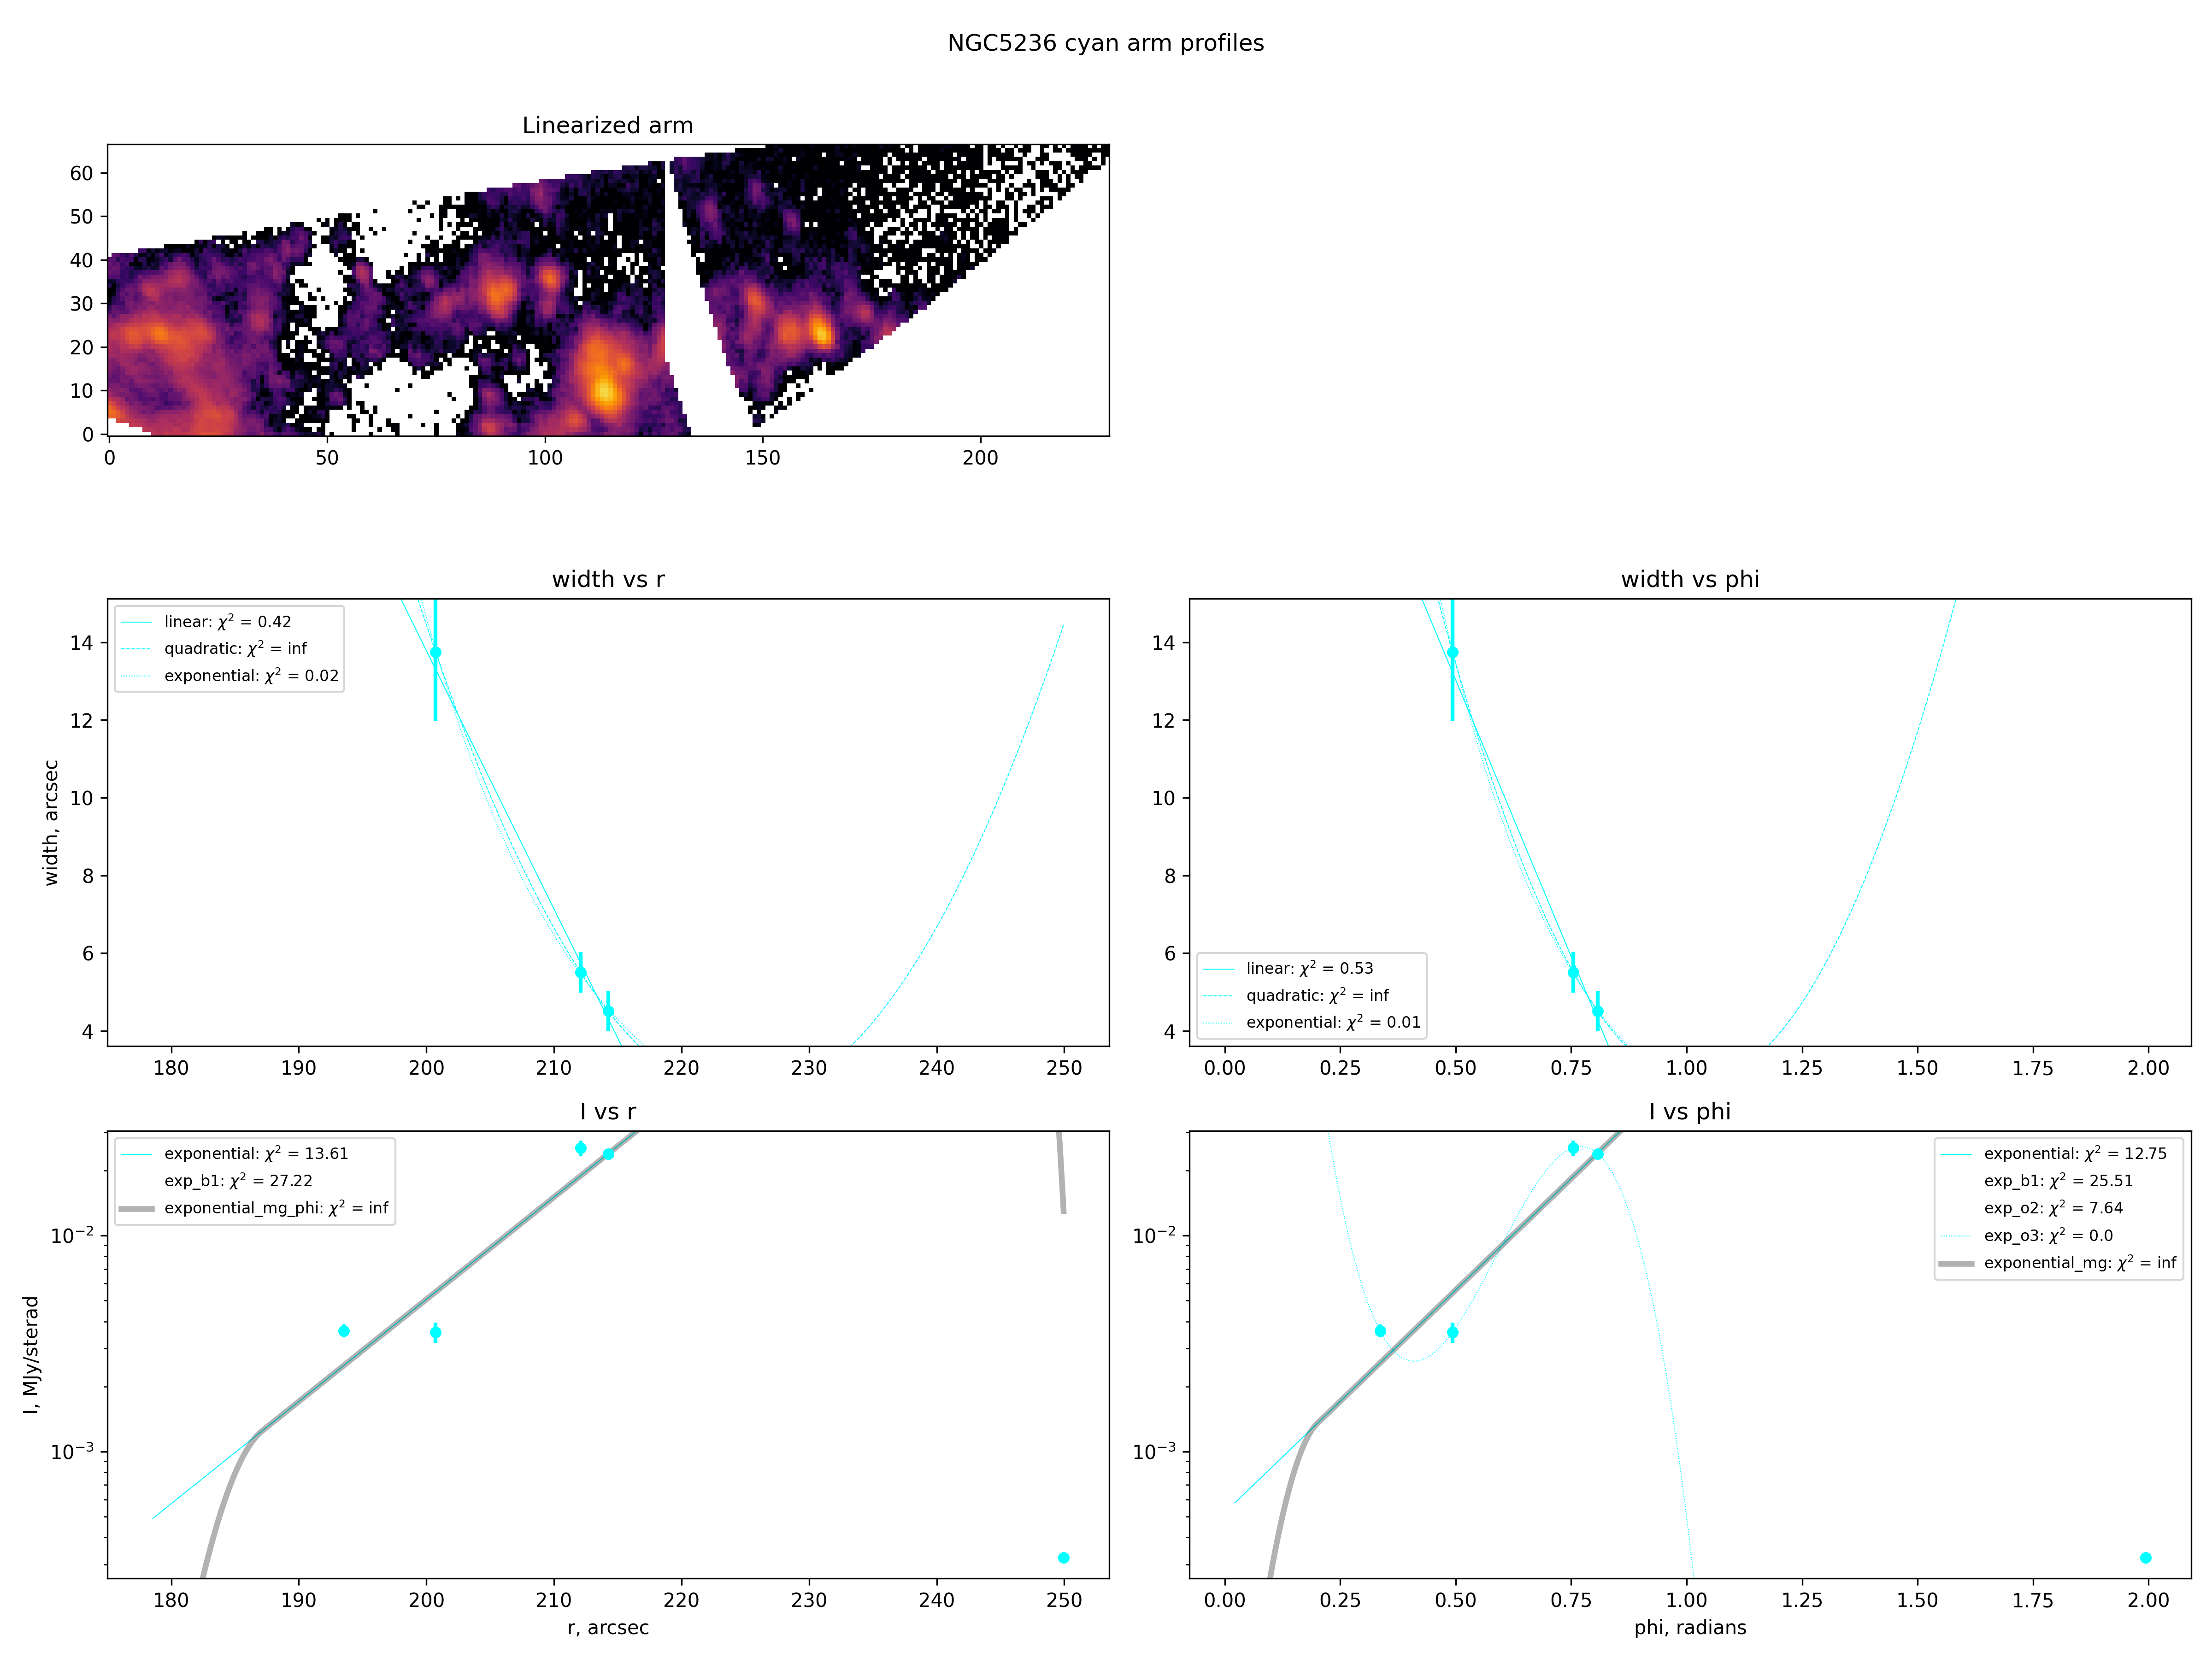 NGC5236 cyan arm profiles
Linearized arm
60
50
40
30
20
10
0
0 50 100 150 200
width vs r
width vs phi
linear: χ² = 0.42
quadratic: χ² = inf
exponential: χ² = 0.02
14
12
10
8
6
4
width, arcsec
180 190 200 210 220 230 240 250
14
12
10
8
6
4
linear: χ² = 0.53
quadratic: χ² = inf
exponential: χ² = 0.01
0.00 0.25 0.50 0.75 1.00 1.25 1.50 1.75 2.00
I vs r
I vs phi
exponential: χ² = 13.61
exp_b1: χ² = 27.22
exponential_mg_phi: χ² = inf
10⁻²
10⁻³
I, MJy/sterad
180 190 200 210 220 230 240 250
r, arcsec
exponential: χ² = 12.75
exp_b1: χ² = 25.51
exp_o2: χ² = 7.64
exp_o3: χ² = 0.0
exponential_mg: χ² = inf
10⁻²
10⁻³
0.00 0.25 0.50 0.75 1.00 1.25 1.50 1.75 2.00
phi, radians